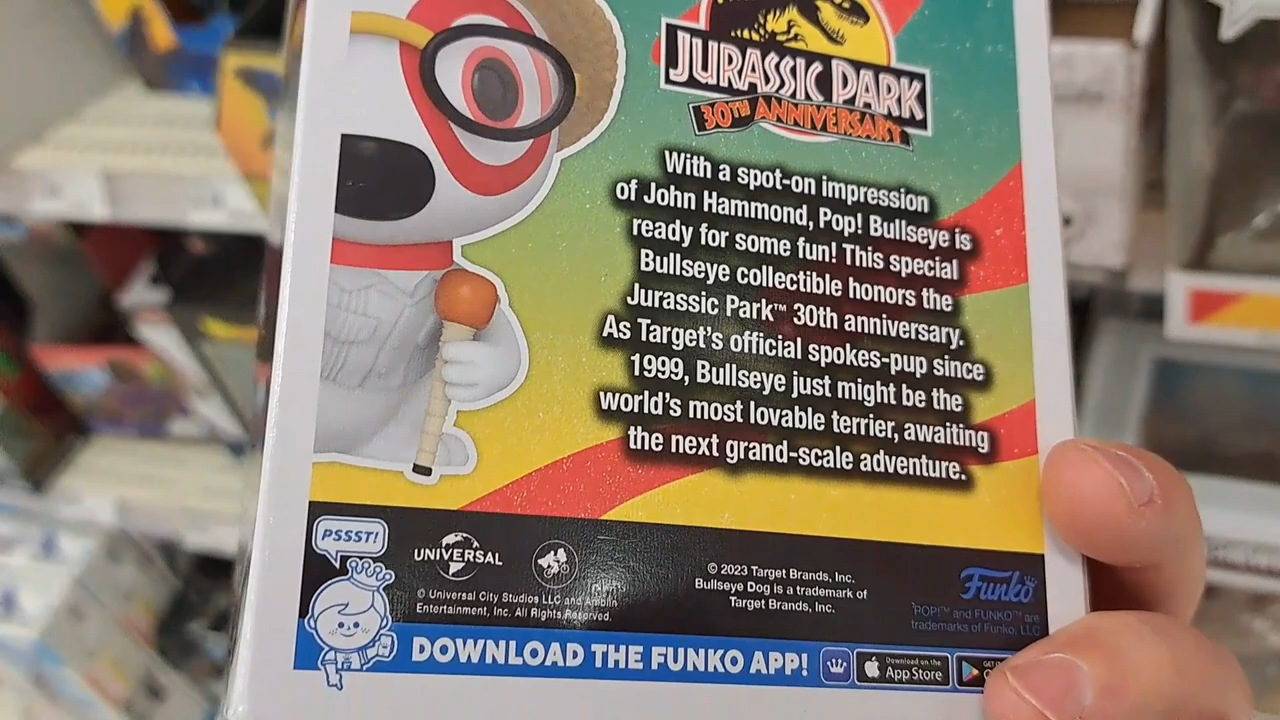 JURASSIC PARK
30TH ANNIVERSARY
With a spot-on impression
of John Hammond, Pop! Bullseye is
ready for some fun! This special
Bullseye collectible honors the
Jurassic Park™ 30th anniversary.
As Target's official spokes-pup since
1999, Bullseye just might be the
world's most lovable terrier, awaiting
the next grand-scale adventure.
PSSST!
UNIVERSAL
© Universal City Studios LLC and Amblin
Entertainment, Inc. All Rights Reserved.
© 2023 Target Brands, Inc.
Bullseye Dog is a trademark of
Target Brands, Inc.
Funko
POP!™ and FUNKO™ are
trademarks of Funko, LLC
DOWNLOAD THE FUNKO APP!
Download on the
App Store
GET